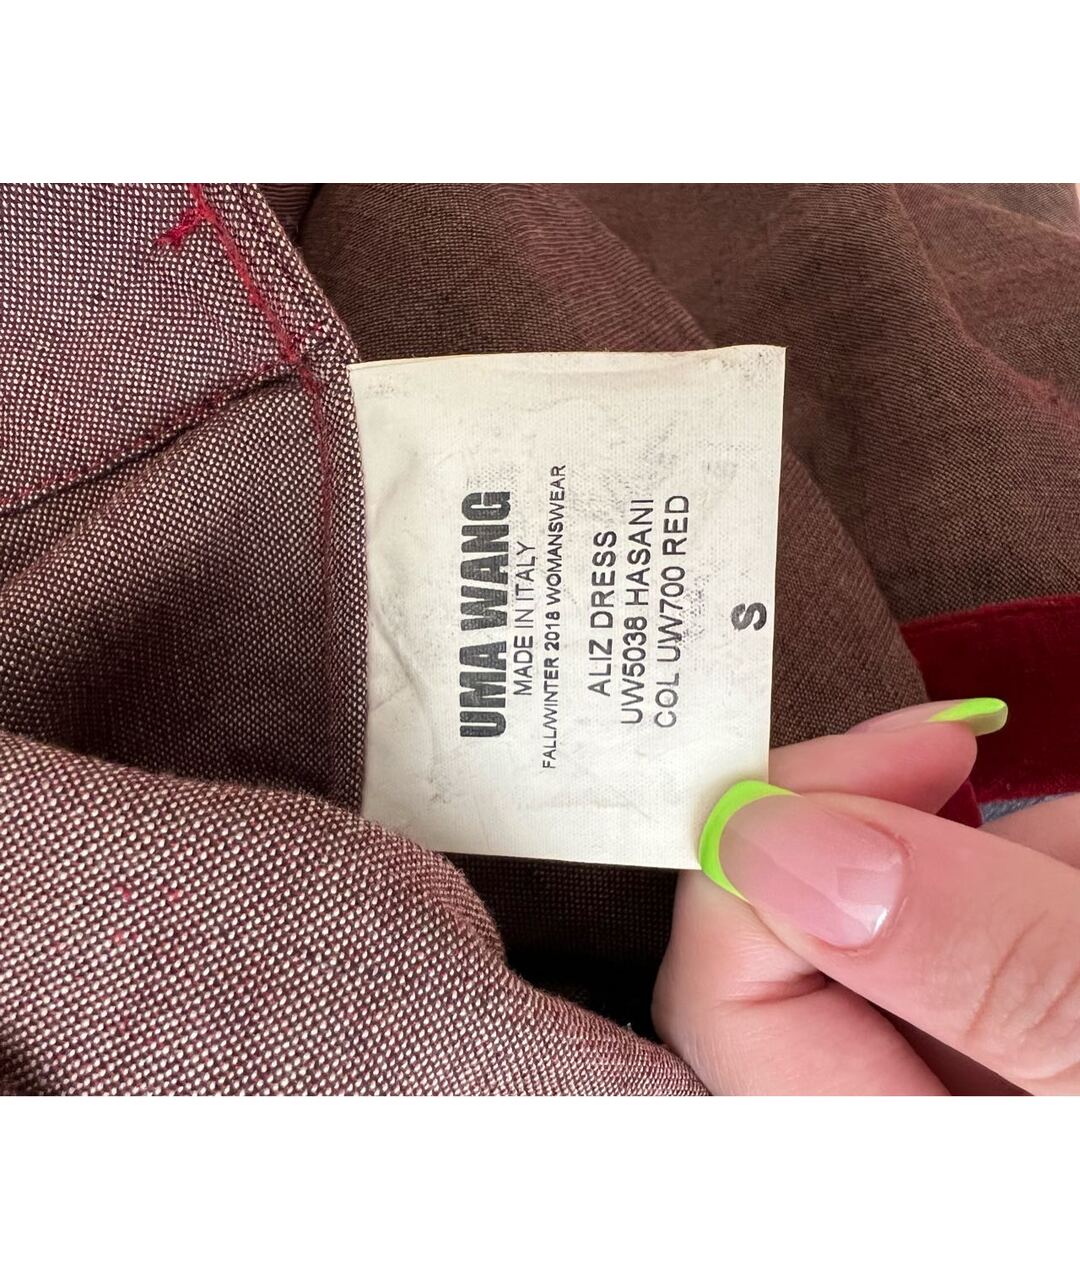 UMA WANG
MADE IN ITALY
FALL/WINTER 2018 WOMANSWEAR
ALIZ DRESS
UW5038 HASANI
COL UW700 RED
S